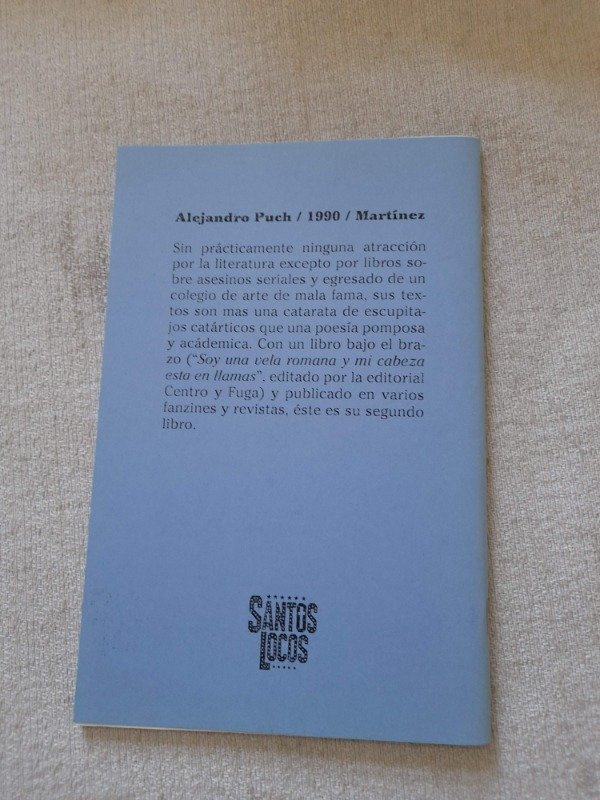 Alejandro Puch / 1990 / Martínez
Sin prácticamente ninguna atracción
por la literatura excepto por libros so-
bre asesinos seriales y egresado de un
colegio de arte de mala fama, sus tex-
tos son mas una catarata de escupita-
jos catárticos que una poesía pomposa
y académica. Con un libro bajo el bra-
zo ("Soy una vela romana y mi cabeza
esta en llamas", editado por la editorial
Centro y Fuga) y publicado en varios
fanzines y revistas, éste es su segundo
libro.
SANTOS
LOCOS